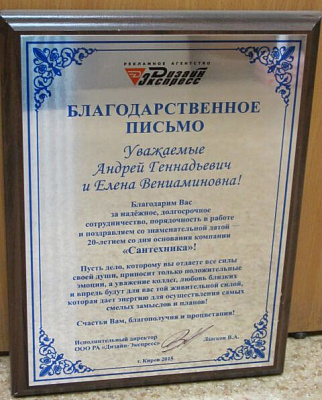 РЕКЛАМНОЕ АГЕНТСТВО
Дизайн
Экспресс
БЛАГОДАРСТВЕННОЕ
ПИСЬМО
Уважаемые
Андрей Геннадьевич
и Елена Вениаминовна!
Благодарим Вас
за надёжное, долгосрочное
сотрудничество, порядочность в работе
и поздравляем со знаменательной датой -
20-летием со дня основания компании
«Сантехника»!
Пусть дело, которому вы отдаете все силы
своей души, приносит только положительные
эмоции, а уважение коллег, любовь близких
и впредь будут для вас той живительной силой,
которая дает энергию для осуществления самых
смелых замыслов и планов!
Счастья Вам, благополучия и процветания!
Исполнительный директор
ООО РА «Дизайн-Экспресс»
В.А.
г. Киров 2015